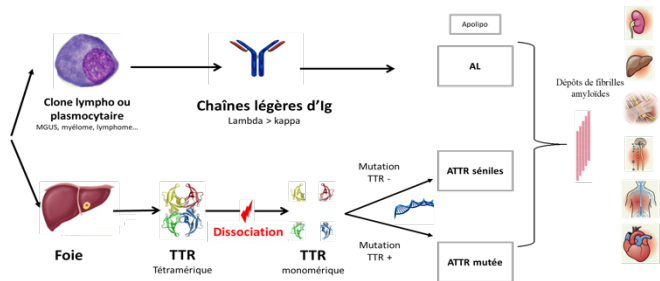 Apolipo
AL
Clone lympho ou
plasmocytaire
MGUS, myélome, lymphome...
Chaînes légères d'Ig
Lambda > kappa
Dépôts de fibrilles
amyloïdes
Mutation
TTR -
ATTR séniles
Dissociation
Foie
TTR
Tétramérique
TTR
monomérique
Mutation
TTR +
ATTR mutée